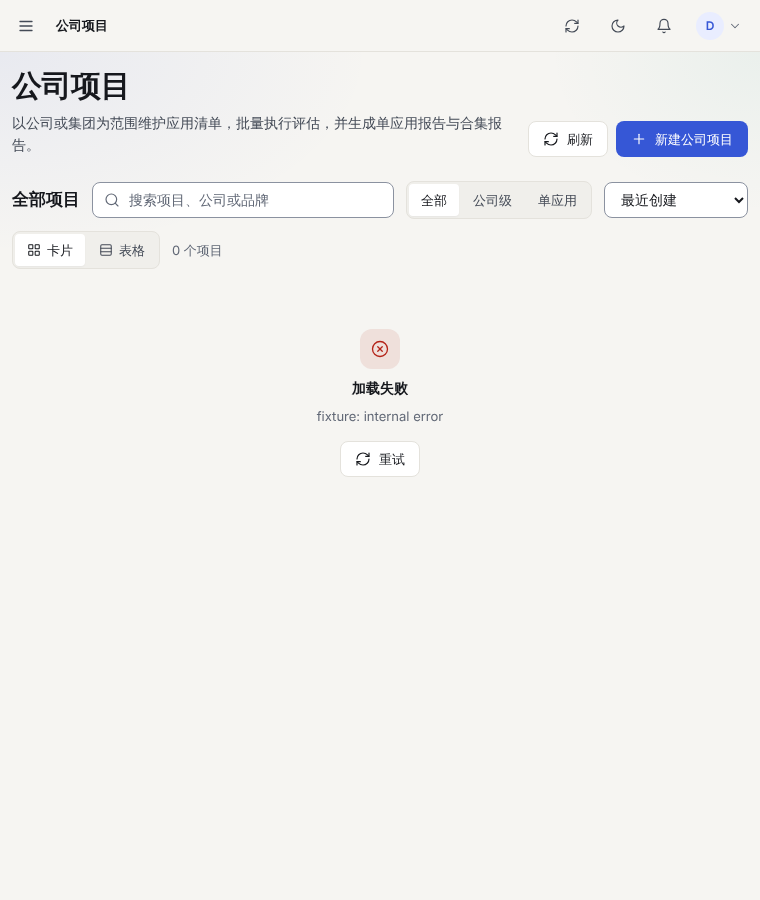 公司项目
D
公司项目
以公司或集团为范围维护应用清单，批量执行评估，并生成单应用报告与合集报
告。
刷新
新建公司项目
全部项目
搜索项目、公司或品牌
全部
公司级
单应用
最近创建
卡片
表格
0 个项目
加载失败
fixture: internal error
重试